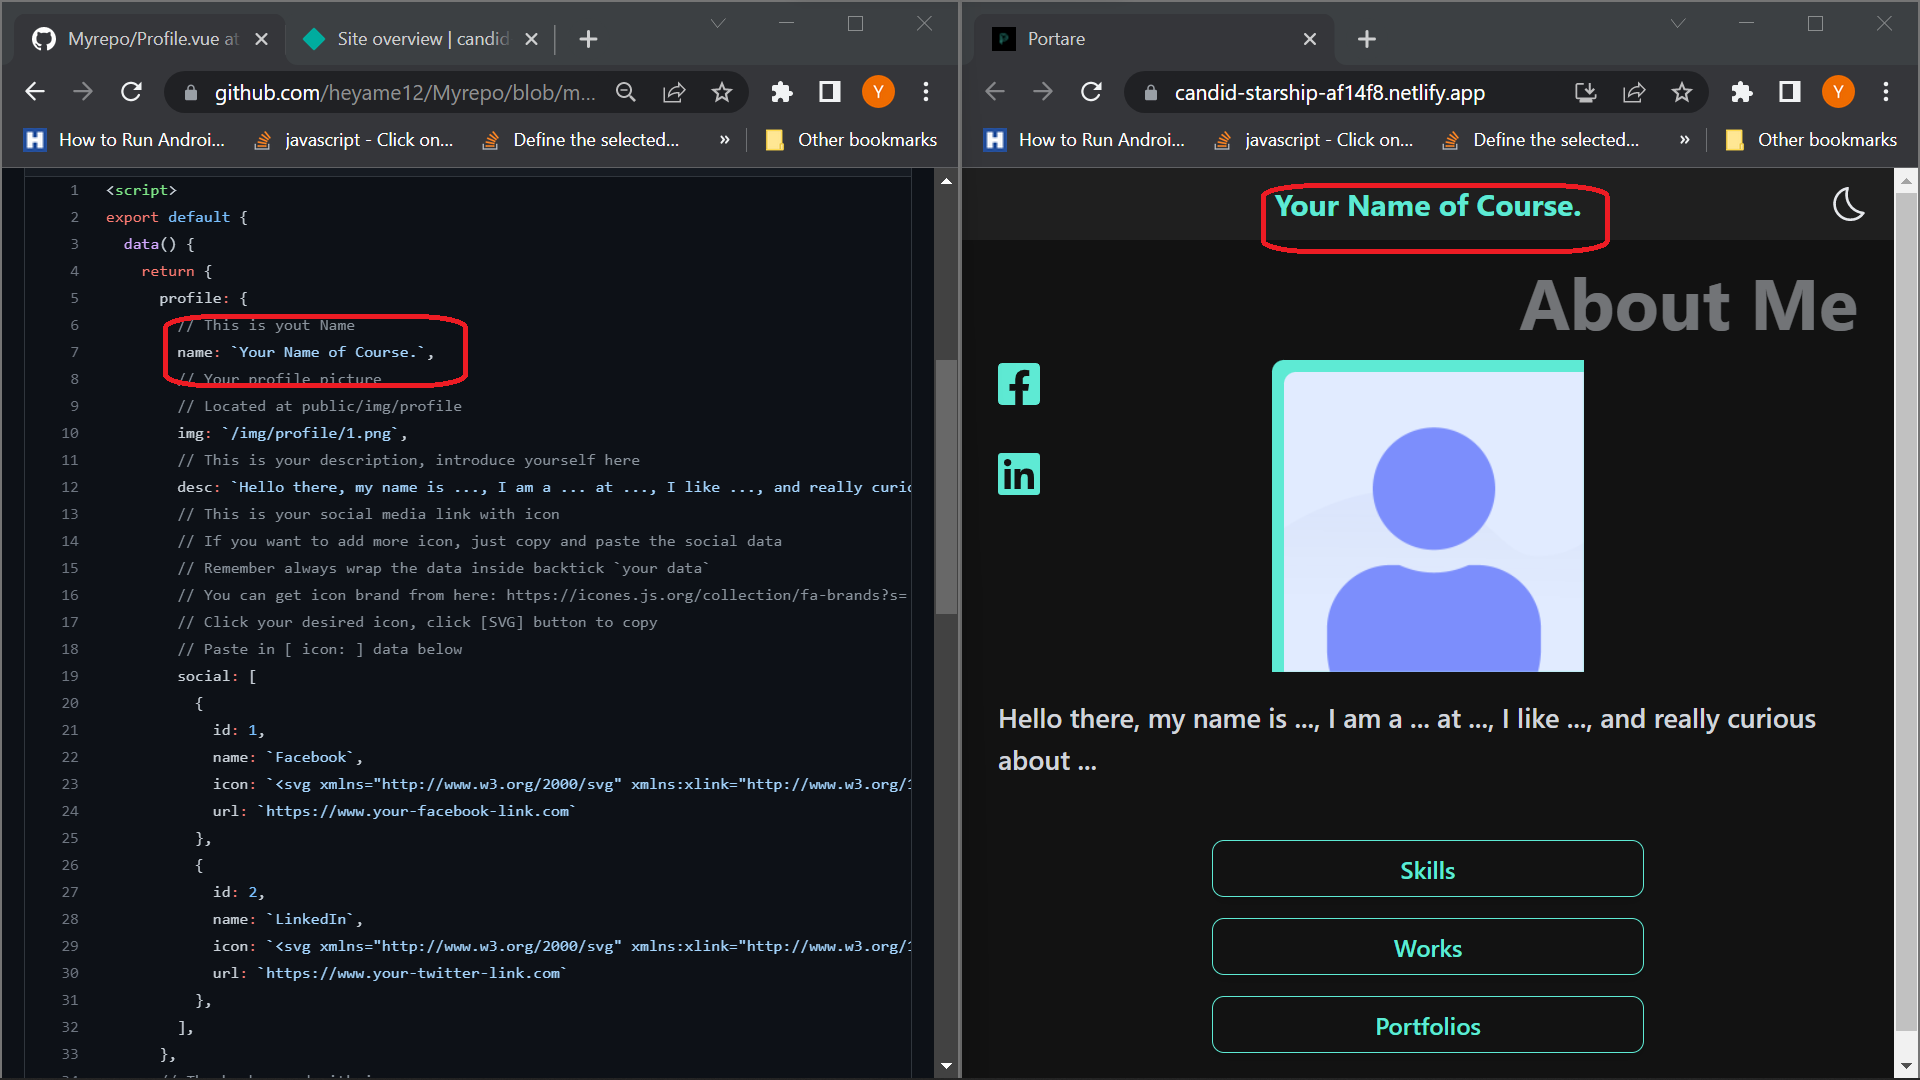 Myrepo/Profile.vue at
Site overview | candid
github.com/heyame12/Myrepo/blob/m...
Y
How to Run Androi...
javascript - Click on...
Define the selected...
»
Other bookmarks
1 <script>
2 export default {
3 data() {
4 return {
5 profile: {
6 // This is yout Name
7 name: `Your Name of Course.`,
8 // Your profile picture
9 // Located at public/img/profile
10 img: `/img/profile/1.png`,
11 // This is your description, introduce yourself here
12 desc: `Hello there, my name is ..., I am a ... at ..., I like ..., and really curio
13 // This is your social media link with icon
14 // If you want to add more icon, just copy and paste the social data
15 // Remember always wrap the data inside backtick `your data`
16 // You can get icon brand from here: https://icones.js.org/collection/fa-brands?s=
17 // Click your desired icon, click [SVG] button to copy
18 // Paste in [ icon: ] data below
19 social: [
20 {
21 id: 1,
22 name: `Facebook`,
23 icon: `<svg xmlns="http://www.w3.org/2000/svg" xmlns:xlink="http://www.w3.org/1
24 url: `https://www.your-facebook-link.com`
25 },
26 {
27 id: 2,
28 name: `LinkedIn`,
29 icon: `<svg xmlns="http://www.w3.org/2000/svg" xmlns:xlink="http://www.w3.org/1
30 url: `https://www.your-twitter-link.com`
31 },
32 ],
33 },
Portare
candid-starship-af14f8.netlify.app
Y
How to Run Androi...
javascript - Click on...
Define the selected...
»
Other bookmarks
Your Name of Course.
About Me
in
Hello there, my name is ..., I am a ... at ..., I like ..., and really curious
about ...
Skills
Works
Portfolios